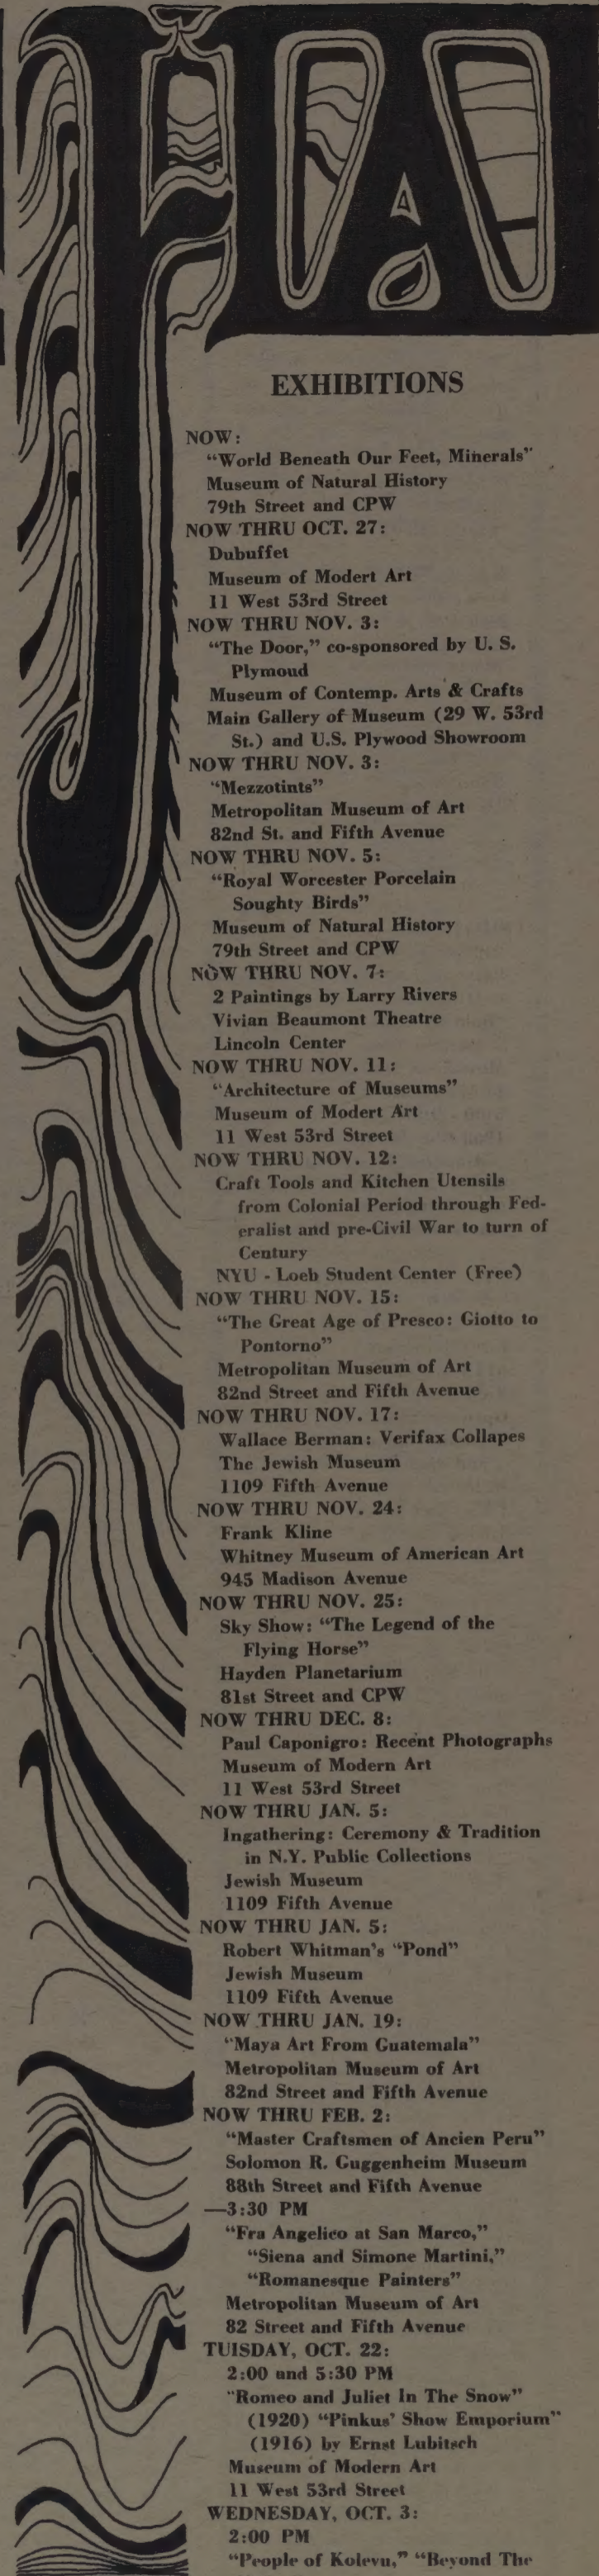 HA
EXHIBITIONS
NOW:
"World Beneath Our Feet, Minerals"
Museum of Natural History
79th Street and CPW
NOW THRU OCT. 27:
Dubuffet
Museum of Modert Art
11 West 53rd Street
NOW THRU NOV. 3:
"The Door," co-sponsored by U. S.
Plymoud
Museum of Contemp. Arts & Crafts
Main Gallery of Museum (29 W. 53rd
St.) and U.S. Plywood Showroom
NOW THRU NOV. 3:
"Mezzotints"
Metropolitan Museum of Art
82nd St. and Fifth Avenue
NOW THRU NOV. 5:
"Royal Worcester Porcelain
Soughty Birds"
Museum of Natural History
79th Street and CPW
NOW THRU NOV. 7:
2 Paintings by Larry Rivers
Vivian Beaumont Theatre
Lincoln Center
NOW THRU NOV. 11:
"Architecture of Museums"
Museum of Modert Art
11 West 53rd Street
NOW THRU NOV. 12:
Craft Tools and Kitchen Utensils
from Colonial Period through Fed-
eralist and pre-Civil War to turn of
Century
NYU - Loeb Student Center (Free)
NOW THRU NOV. 15:
"The Great Age of Presco: Giotto to
Pontorno"
Metropolitan Museum of Art
82nd Street and Fifth Avenue
NOW THRU NOV. 17:
Wallace Berman: Verifax Collapes
The Jewish Museum
1109 Fifth Avenue
NOW THRU NOV. 24:
Frank Kline
Whitney Museum of American Art
945 Madison Avenue
NOW THRU NOV. 25:
Sky Show: "The Legend of the
Flying Horse"
Hayden Planetarium
81st Street and CPW
NOW THRU DEC. 8:
Paul Caponigro: Recent Photographs
Museum of Modern Art
11 West 53rd Street
NOW THRU JAN. 5:
Ingathering: Ceremony & Tradition
in N.Y. Public Collections
Jewish Museum
1109 Fifth Avenue
NOW THRU JAN. 5:
Robert Whitman's "Pond"
Jewish Museum
1109 Fifth Avenue
NOW THRU JAN. 19:
"Maya Art From Guatemala"
Metropolitan Museum of Art
82nd Street and Fifth Avenue
NOW THRU FEB. 2:
"Master Craftsmen of Ancien Peru"
Solomon R. Guggenheim Museum
88th Street and Fifth Avenue
—3:30 PM
"Fra Angelico at San Marco,"
"Siena and Simone Martini,"
"Romanesque Painters"
Metropolitan Museum of Art
82 Street and Fifth Avenue
TUISDAY, OCT. 22:
2:00 and 5:30 PM
"Romeo and Juliet In The Snow"
(1920) "Pinkus' Show Emporium"
(1916) by Ernst Lubitsch
Museum of Modern Art
11 West 53rd Street
WEDNESDAY, OCT. 3:
2:00 PM
"People of Kolevu," "Beyond The